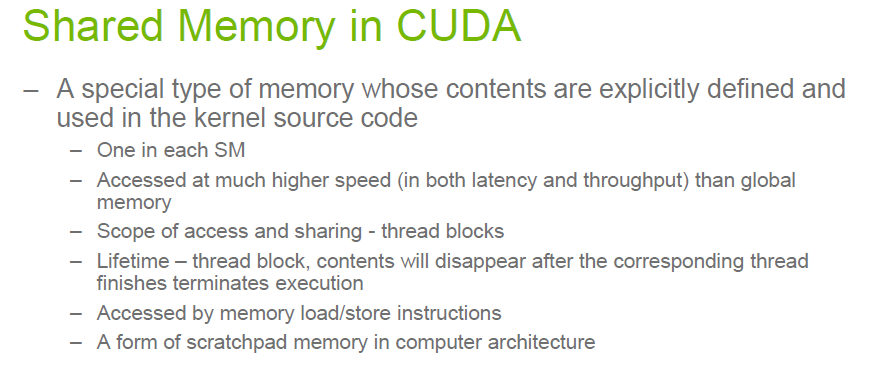 Shared Memory in CUDA
– A special type of memory whose contents are explicitly defined and
used in the kernel source code
– One in each SM
– Accessed at much higher speed (in both latency and throughput) than global
memory
– Scope of access and sharing - thread blocks
– Lifetime – thread block, contents will disappear after the corresponding thread
finishes terminates execution
– Accessed by memory load/store instructions
– A form of scratchpad memory in computer architecture